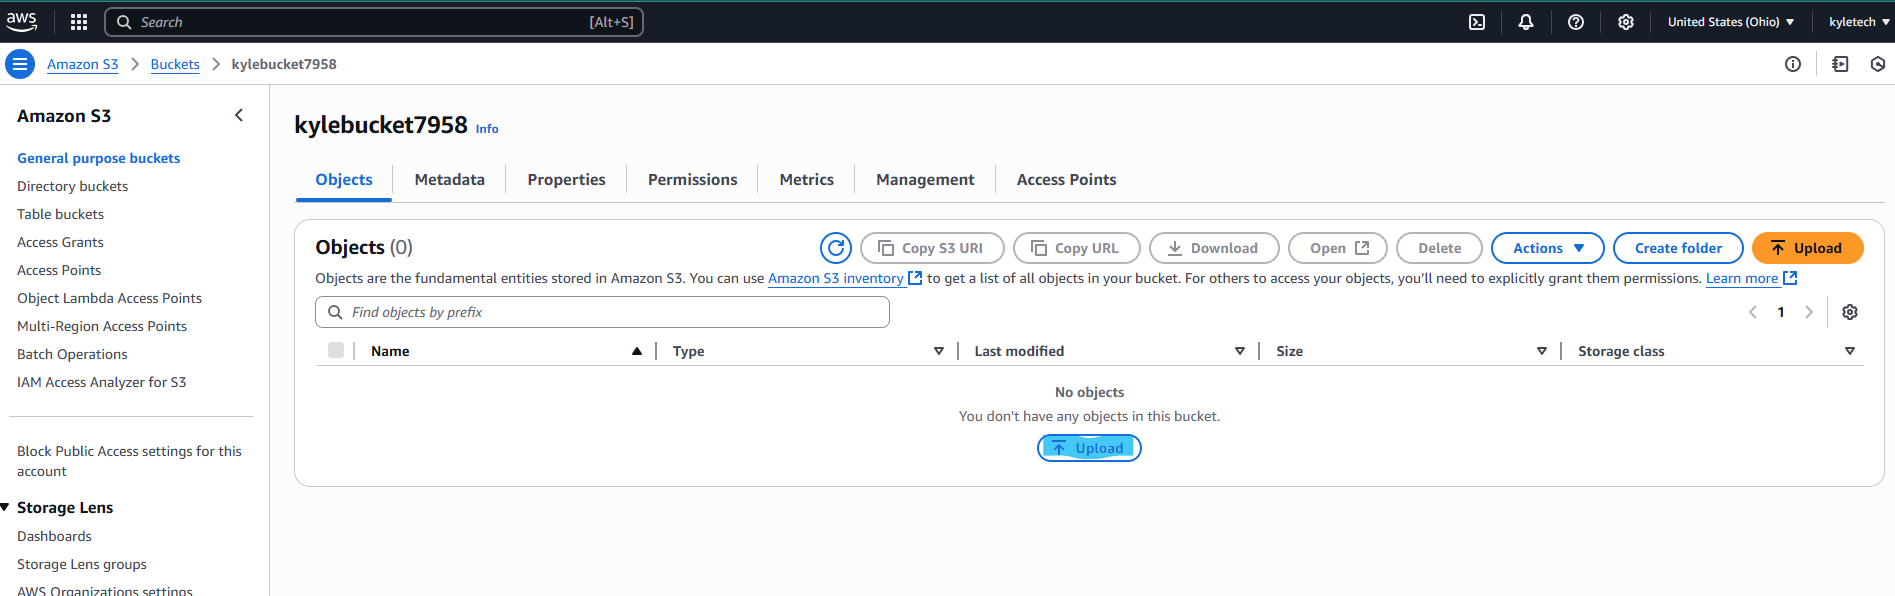 aws Search [Alt+S] United States (Ohio) kyletech
Amazon S3 Buckets kylebucket7958
Amazon S3
General purpose buckets
Directory buckets
Table buckets
Access Grants
Access Points
Object Lambda Access Points
Multi-Region Access Points
Batch Operations
IAM Access Analyzer for S3
Block Public Access settings for this
account
Storage Lens
Dashboards
Storage Lens groups
AWS Organizations settings
kylebucket7958 Info
Objects Metadata Properties Permissions Metrics Management Access Points
Objects (0) Copy S3 URI Copy URL Download Open Delete Actions Create folder Upload
Objects are the fundamental entities stored in Amazon S3. You can use Amazon S3 inventory to get a list of all objects in your bucket. For others to access your objects, you'll need to explicitly grant them permissions. Learn more
Find objects by prefix 1
Name Type Last modified Size Storage class
No objects
You don't have any objects in this bucket.
Upload